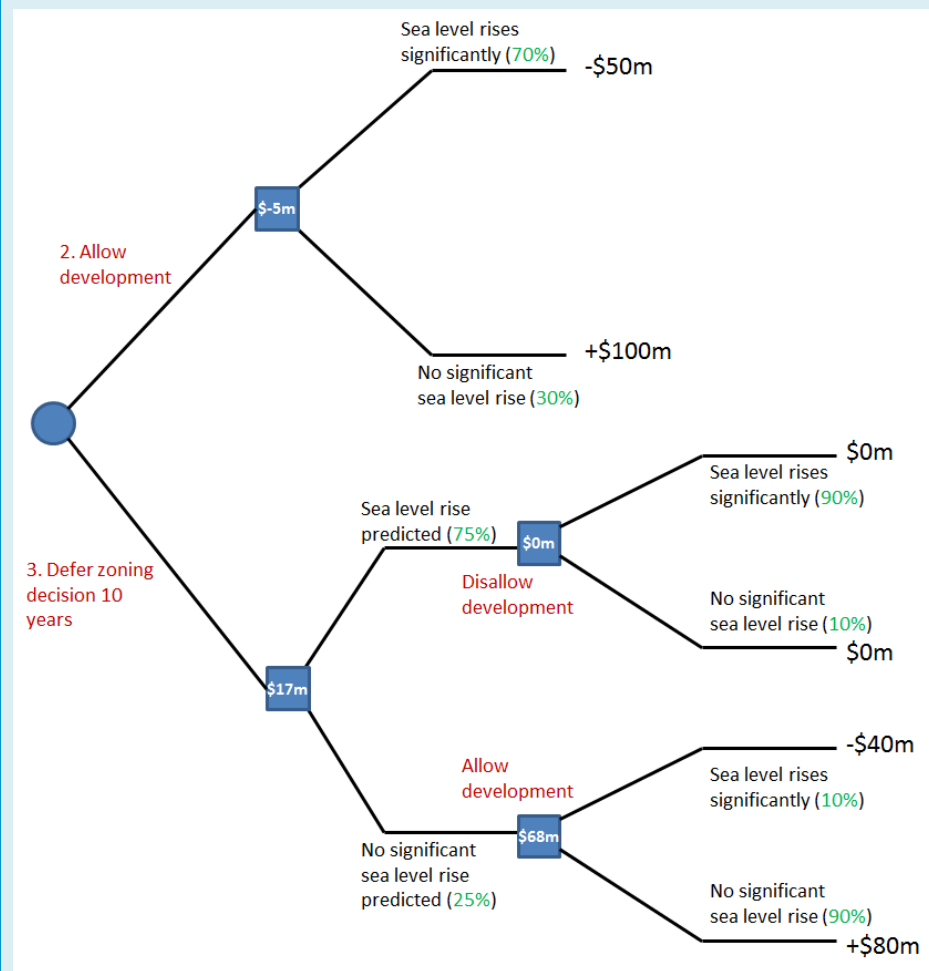 Sea level rises
significantly (70%)
-$50m
$-5m
2. Allow
development
+$100m
No significant
sea level rise (30%)
$0m
Sea level rises
significantly (90%)
Sea level rise
predicted (75%)
$0m
Disallow
development
3. Defer zoning
decision 10
years
No significant
sea level rise (10%)
$0m
$17m
-$40m
Allow
development
Sea level rises
significantly (10%)
$68m
No significant
sea level rise
predicted (25%)
No significant
sea level rise (90%)
+$80m